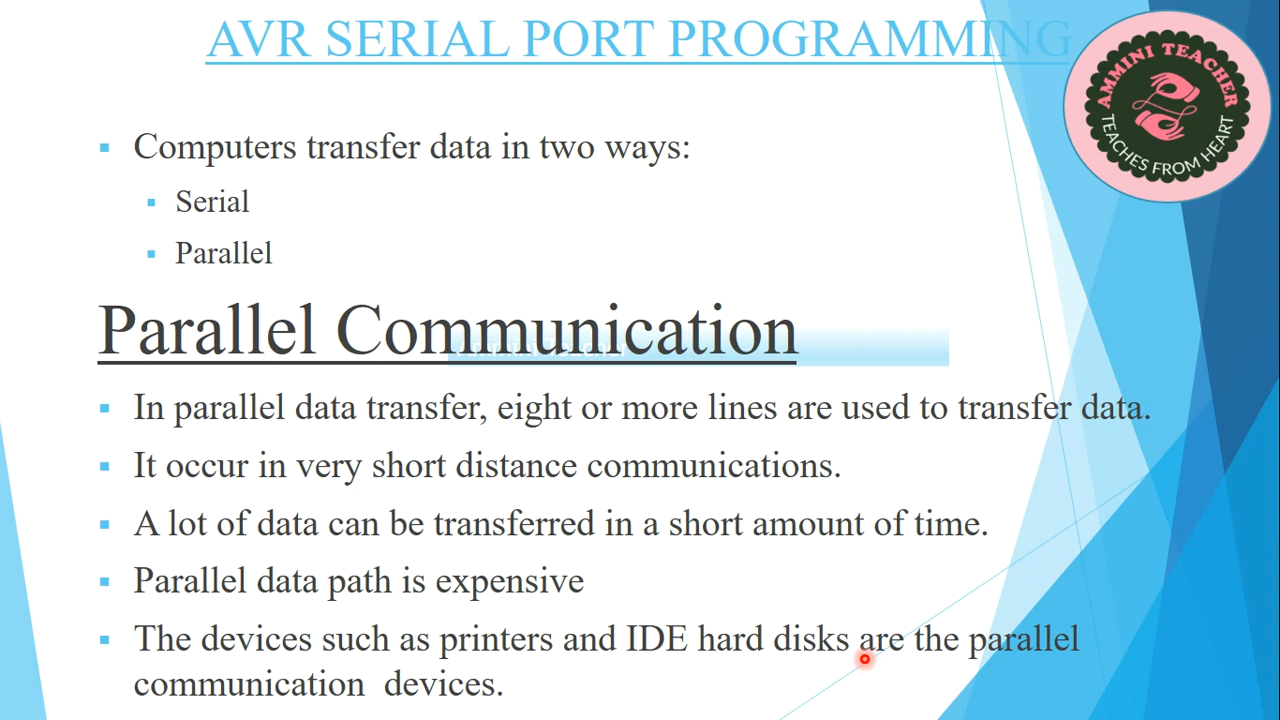 AVR SERIAL PORT PROGRAMMING
AMMINI TEACHER
TEACHES FROM HEART
Computers transfer data in two ways:
Serial
Parallel
Parallel Communication
In parallel data transfer, eight or more lines are used to transfer data.
It occur in very short distance communications.
A lot of data can be transferred in a short amount of time.
Parallel data path is expensive
The devices such as printers and IDE hard disks are the parallel
communication devices.